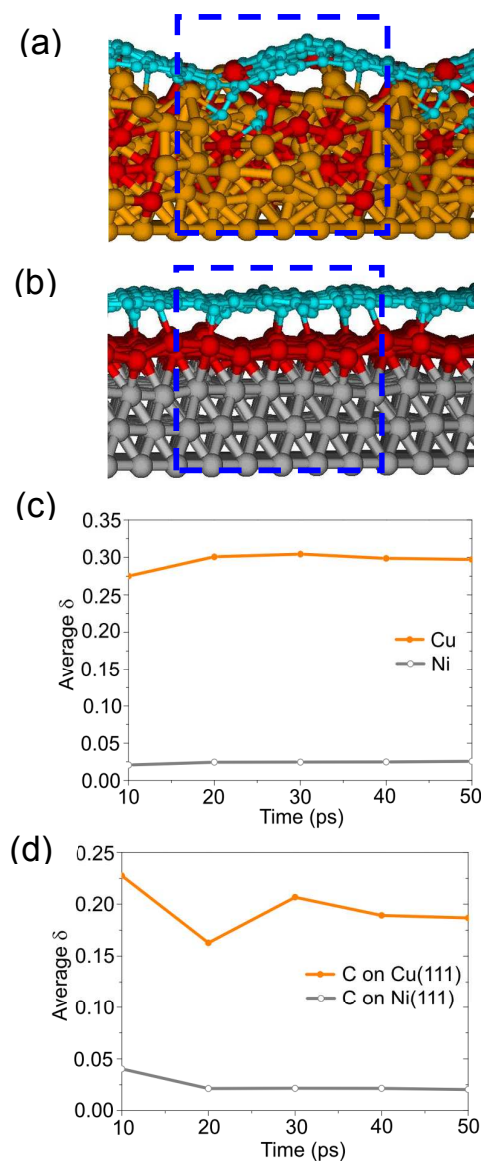 (a)
(b)
(c)
0.35
0.30
0.25
0.20
0.15
0.10
0.05
0.00
Average δ
Cu
Ni
10 20 30 40 50
Time (ps)
(d)
0.25
0.20
0.15
0.10
0.05
0.00
Average δ
C on Cu(111)
C on Ni(111)
10 20 30 40 50
Time (ps)